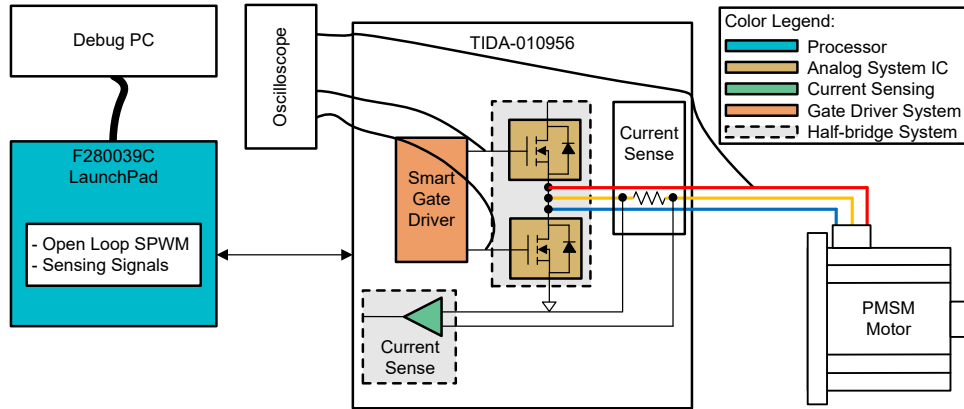 Debug PC
Oscilloscope
TIDA-010956
Color Legend:
Processor
Analog System IC
Current Sensing
Gate Driver System
Half-bridge System
F280039C
LaunchPad
- Open Loop SPWM
- Sensing Signals
Smart
Gate
Driver
Current
Sense
Current
Sense
PMSM
Motor